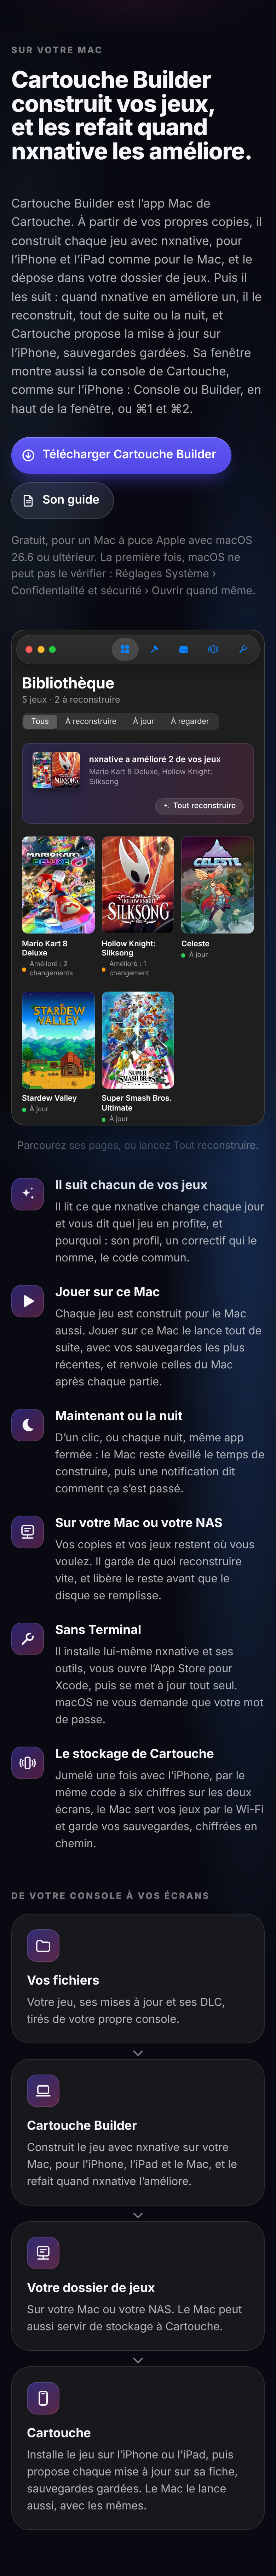 SUR VOTRE MAC
Cartouche Builder
construit vos jeux,
et les refait quand
nxnative les améliore.
Cartouche Builder est l’app Mac de
Cartouche. À partir de vos propres copies, il
construit chaque jeu avec nxnative, pour
l’iPhone et l’iPad comme pour le Mac, et le
dépose dans votre dossier de jeux. Puis il
les suit : quand nxnative en améliore un, il le
reconstruit, tout de suite ou la nuit, et
Cartouche propose la mise à jour sur
l’iPhone, sauvegardes gardées. Sa fenêtre
montre aussi la console de Cartouche,
comme sur l’iPhone : Console ou Builder, en
haut de la fenêtre, ou ⌘1 et ⌘2.
Télécharger Cartouche Builder
Son guide
Gratuit, pour un Mac à puce Apple avec macOS
26.6 ou ultérieur. La première fois, macOS ne
peut pas le vérifier : Réglages Système ›
Confidentialité et sécurité › Ouvrir quand même.
Bibliothèque
5 jeux · 2 à reconstruire
Tous À reconstruire À jour À regarder
nxnative a amélioré 2 de vos jeux
Mario Kart 8 Deluxe, Hollow Knight:
Silksong
Tout reconstruire
MARIOKART
DELUXE 8
HOLLOW KNIGHT
SILKSONG
CELESTE
Mario Kart 8
Deluxe
Amélioré : 2
changements
Hollow Knight:
Silksong
Amélioré : 1
changement
Celeste
À jour
STARDEW
VALLEY
SUPER
SMASH BROS.
Stardew Valley
À jour
Super Smash Bros.
Ultimate
À jour
Parcourez ses pages, ou lancez Tout reconstruire.
Il suit chacun de vos jeux
Il lit ce que nxnative change chaque jour
et vous dit quel jeu en profite, et
pourquoi : son profil, un correctif qui le
nomme, le code commun.
Jouer sur ce Mac
Chaque jeu est construit pour le Mac
aussi. Jouer sur ce Mac le lance tout de
suite, avec vos sauvegardes les plus
récentes, et renvoie celles du Mac
après chaque partie.
Maintenant ou la nuit
D’un clic, ou chaque nuit, même app
fermée : le Mac reste éveillé le temps de
construire, puis une notification dit
comment ça s’est passé.
Sur votre Mac ou votre NAS
Vos copies et vos jeux restent où vous
voulez. Il garde de quoi reconstruire
vite, et libère le reste avant que le
disque se remplisse.
Sans Terminal
Il installe lui-même nxnative et ses
outils, vous ouvre l’App Store pour
Xcode, puis se met à jour tout seul.
macOS ne vous demande que votre mot
de passe.
Le stockage de Cartouche
Jumelé une fois avec l’iPhone, par le
même code à six chiffres sur les deux
écrans, le Mac sert vos jeux par le Wi-Fi
et garde vos sauvegardes, chiffrées en
chemin.
DE VOTRE CONSOLE À VOS ÉCRANS
Vos fichiers
Votre jeu, ses mises à jour et ses DLC,
tirés de votre propre console.
Cartouche Builder
Construit le jeu avec nxnative sur votre
Mac, pour l’iPhone, l’iPad et le Mac, et le
refait quand nxnative l’améliore.
Votre dossier de jeux
Sur votre Mac ou votre NAS. Le Mac peut
aussi servir de stockage à Cartouche.
Cartouche
Installe le jeu sur l’iPhone ou l’iPad, puis
propose chaque mise à jour sur sa fiche,
sauvegardes gardées. Le Mac le lance
aussi, avec les mêmes.